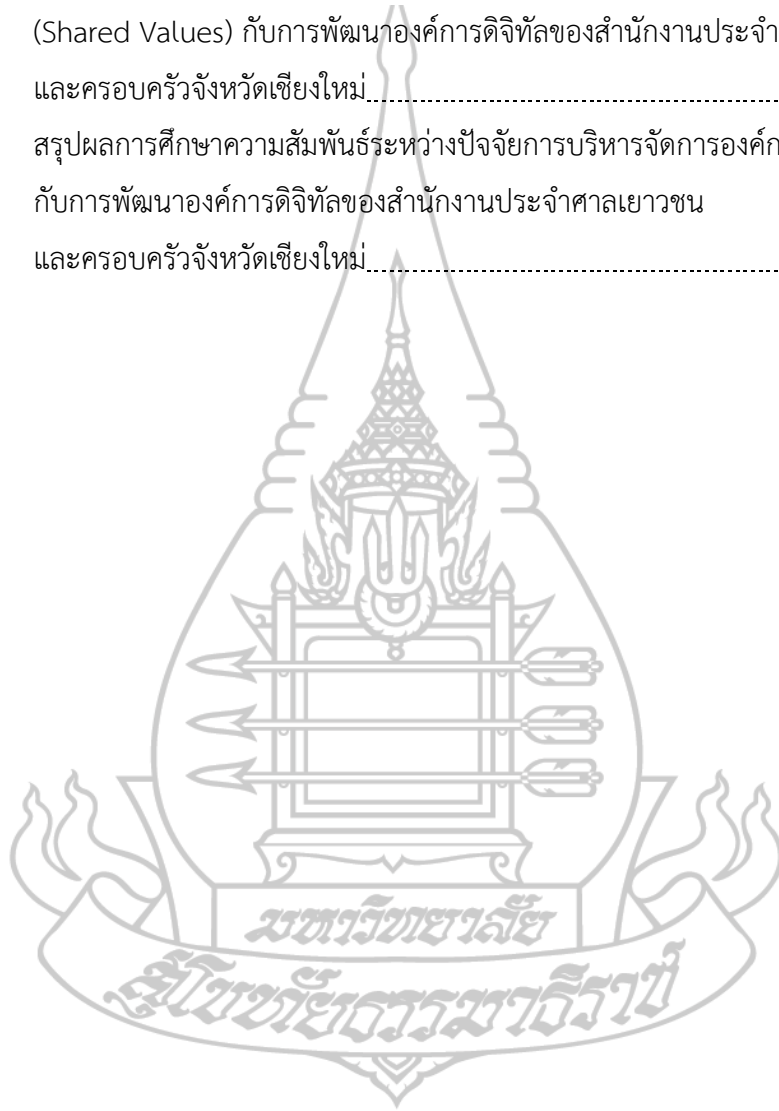 (Shared Values) กับการพัฒนาองค์การดิจิทัลของสำนักงานประจำ
และครอบครัวจังหวัดเชียงใหม่
สรุปผลการศึกษาความสัมพันธ์ระหว่างปัจจัยการบริหารจัดการองค์ก
กับการพัฒนาองค์การดิจิทัลของสำนักงานประจำศาลเยาวชน
และครอบครัวจังหวัดเชียงใหม่
มหาวิทยาลัย
สุโขทัยธรรมาธิราช